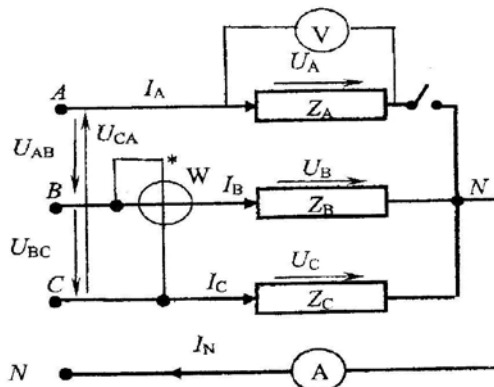 V
U_A
A I_A
Z_A
U_CA
U_AB
* W I_B U_B N
B
Z_B
U_BC
U_C
C I_C
Z_C
I_N
N A